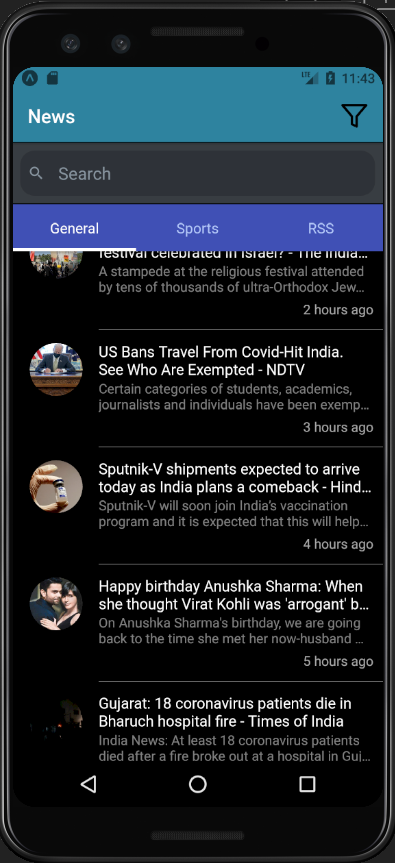 LTE 11:43
News
Search
General Sports RSS
festival celebrated in Israel? - The India...
A stampede at the religious festival attended
by tens of thousands of ultra-Orthodox Jew...
2 hours ago
US Bans Travel From Covid-Hit India.
See Who Are Exempted - NDTV
Certain categories of students, academics,
journalists and individuals have been exemp...
3 hours ago
Sputnik-V shipments expected to arrive
today as India plans a comeback - Hind...
Sputnik-V will soon join India's vaccination
program and it is expected that this will help...
4 hours ago
Happy birthday Anushka Sharma: When
she thought Virat Kohli was 'arrogant' b...
On Anushka Sharma's birthday, we are going
back to the time she met her now-husband ...
5 hours ago
Gujarat: 18 coronavirus patients die in
Bharuch hospital fire - Times of India
India News: At least 18 coronavirus patients
died after a fire broke out at a hospital in Guj...